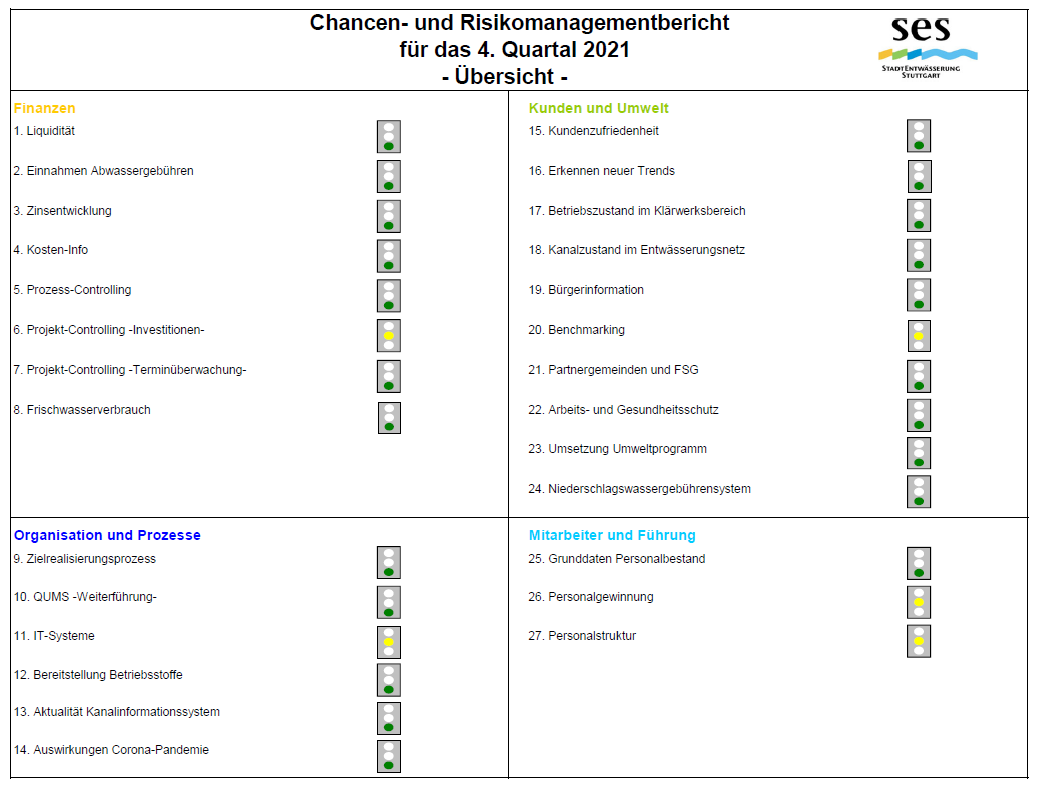 Chancen- und Risikomanagementbericht
für das 4. Quartal 2021
- Übersicht -
ses
STADTENTWÄSSERUNG
STUTTGART
Finanzen
1. Liquidität
2. Einnahmen Abwassergebühren
3. Zinsentwicklung
4. Kosten-Info
5. Prozess-Controlling
6. Projekt-Controlling -Investitionen-
7. Projekt-Controlling -Terminüberwachung-
8. Frischwasserverbrauch
Kunden und Umwelt
15. Kundenzufriedenheit
16. Erkennen neuer Trends
17. Betriebszustand im Klärwerksbereich
18. Kanalzustand im Entwässerungsnetz
19. Bürgerinformation
20. Benchmarking
21. Partnergemeinden und FSG
22. Arbeits- und Gesundheitsschutz
23. Umsetzung Umweltprogramm
24. Niederschlagswassergebührensystem
Organisation und Prozesse
9. Zielrealisierungsprozess
10. QUMS -Weiterführung-
11. IT-Systeme
12. Bereitstellung Betriebsstoffe
13. Aktualität Kanalinformationssystem
14. Auswirkungen Corona-Pandemie
Mitarbeiter und Führung
25. Grunddaten Personalbestand
26. Personalgewinnung
27. Personalstruktur